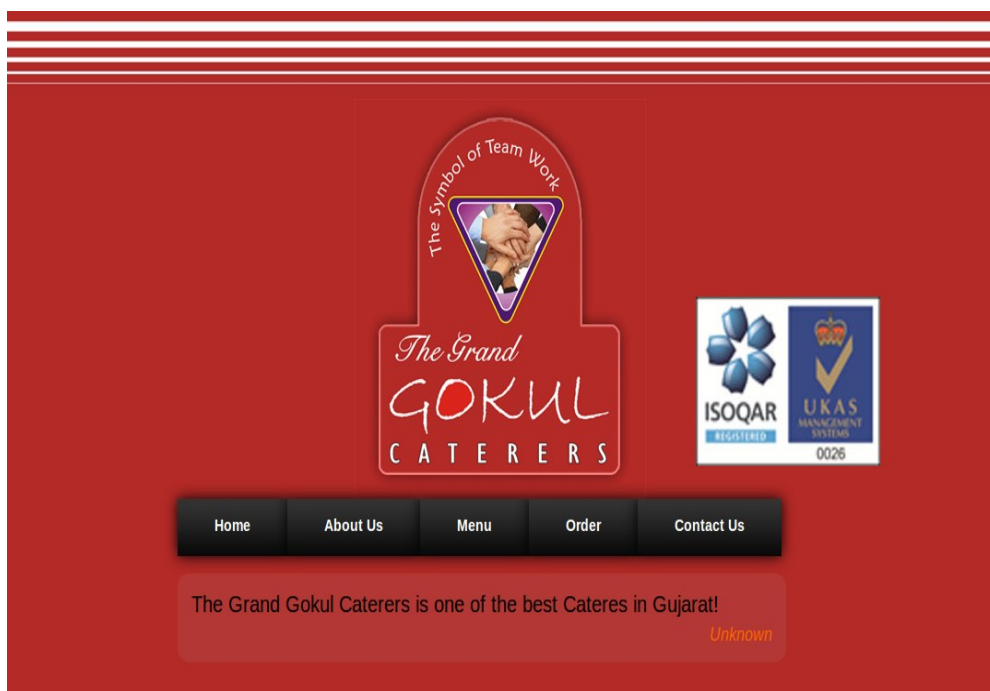 The Symbol of Team Work
The Grand
GOKUL
CATERERS
ISOQAR
REGISTERED
UKAS
MANAGEMENT
SYSTEMS
0026
Home About Us Menu Order Contact Us
The Grand Gokul Caterers is one of the best Cateres in Gujarat!
Unknown